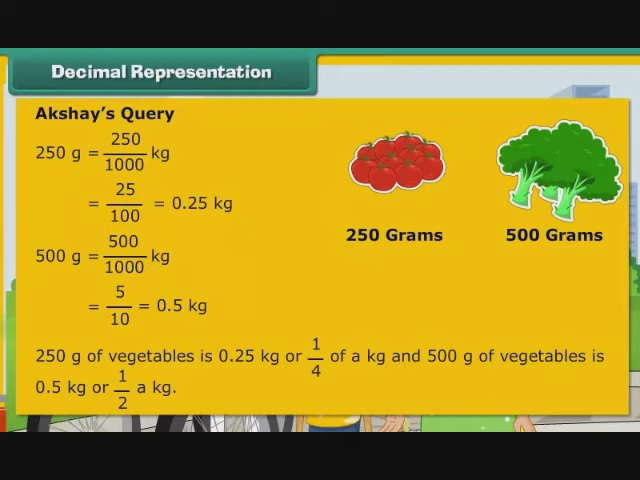 Decimal Representation
Akshay's Query
250 g = 250/1000 kg
= 25/100 = 0.25 kg
500 g = 500/1000 kg
= 5/10 = 0.5 kg
250 Grams
500 Grams
250 g of vegetables is 0.25 kg or 1/4 of a kg and 500 g of vegetables is
0.5 kg or 1/2 a kg.